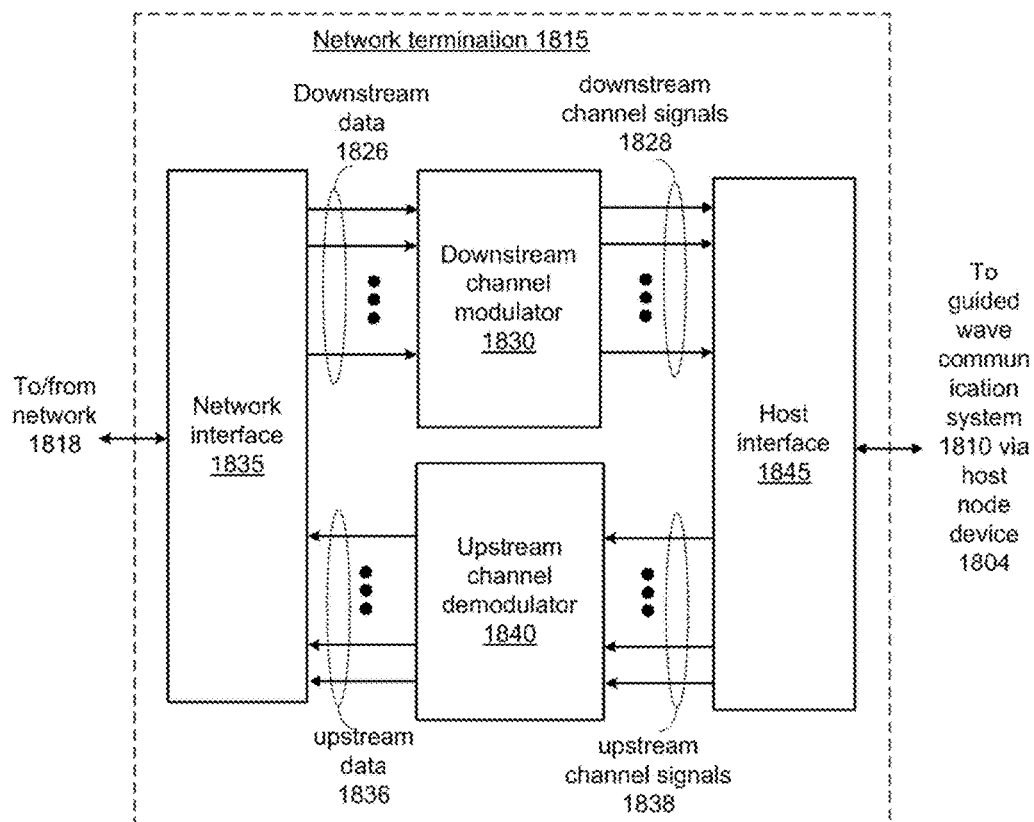 Network termination 1815
Downstream
data
1826
downstream
channel signals
1828
Downstream
channel
modulator
1830
To/from
network
1818
Network
interface
1835
Host
interface
1845
To
guided
wave
commun
ication
system
1810 via
host
node
device
1804
Upstream
channel
demodulator
1840
upstream
data
1836
upstream
channel signals
1838